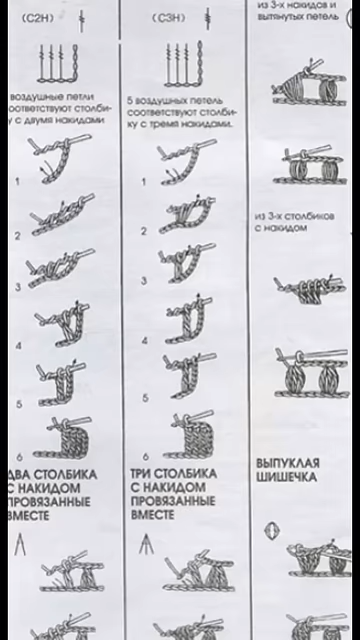 (С2Н)
воздушные петли
оответствуют столби-
у с двумя накидами
1
2
3
4
5
6
ДВА СТОЛБИКА
С НАКИДОМ
ПРОВЯЗАННЫЕ
ВМЕСТЕ
(С3Н)
5 воздушных петель
соответствуют столби-
ку с тремя накидами.
1
2
3
4
5
6
ТРИ СТОЛБИКА
С НАКИДОМ
ПРОВЯЗАННЫЕ
ВМЕСТЕ
из 3-х накидов и
вытянутых петель
из 3-х столбиков
с накидом
ВЫПУКЛАЯ
ШИШЕЧКА